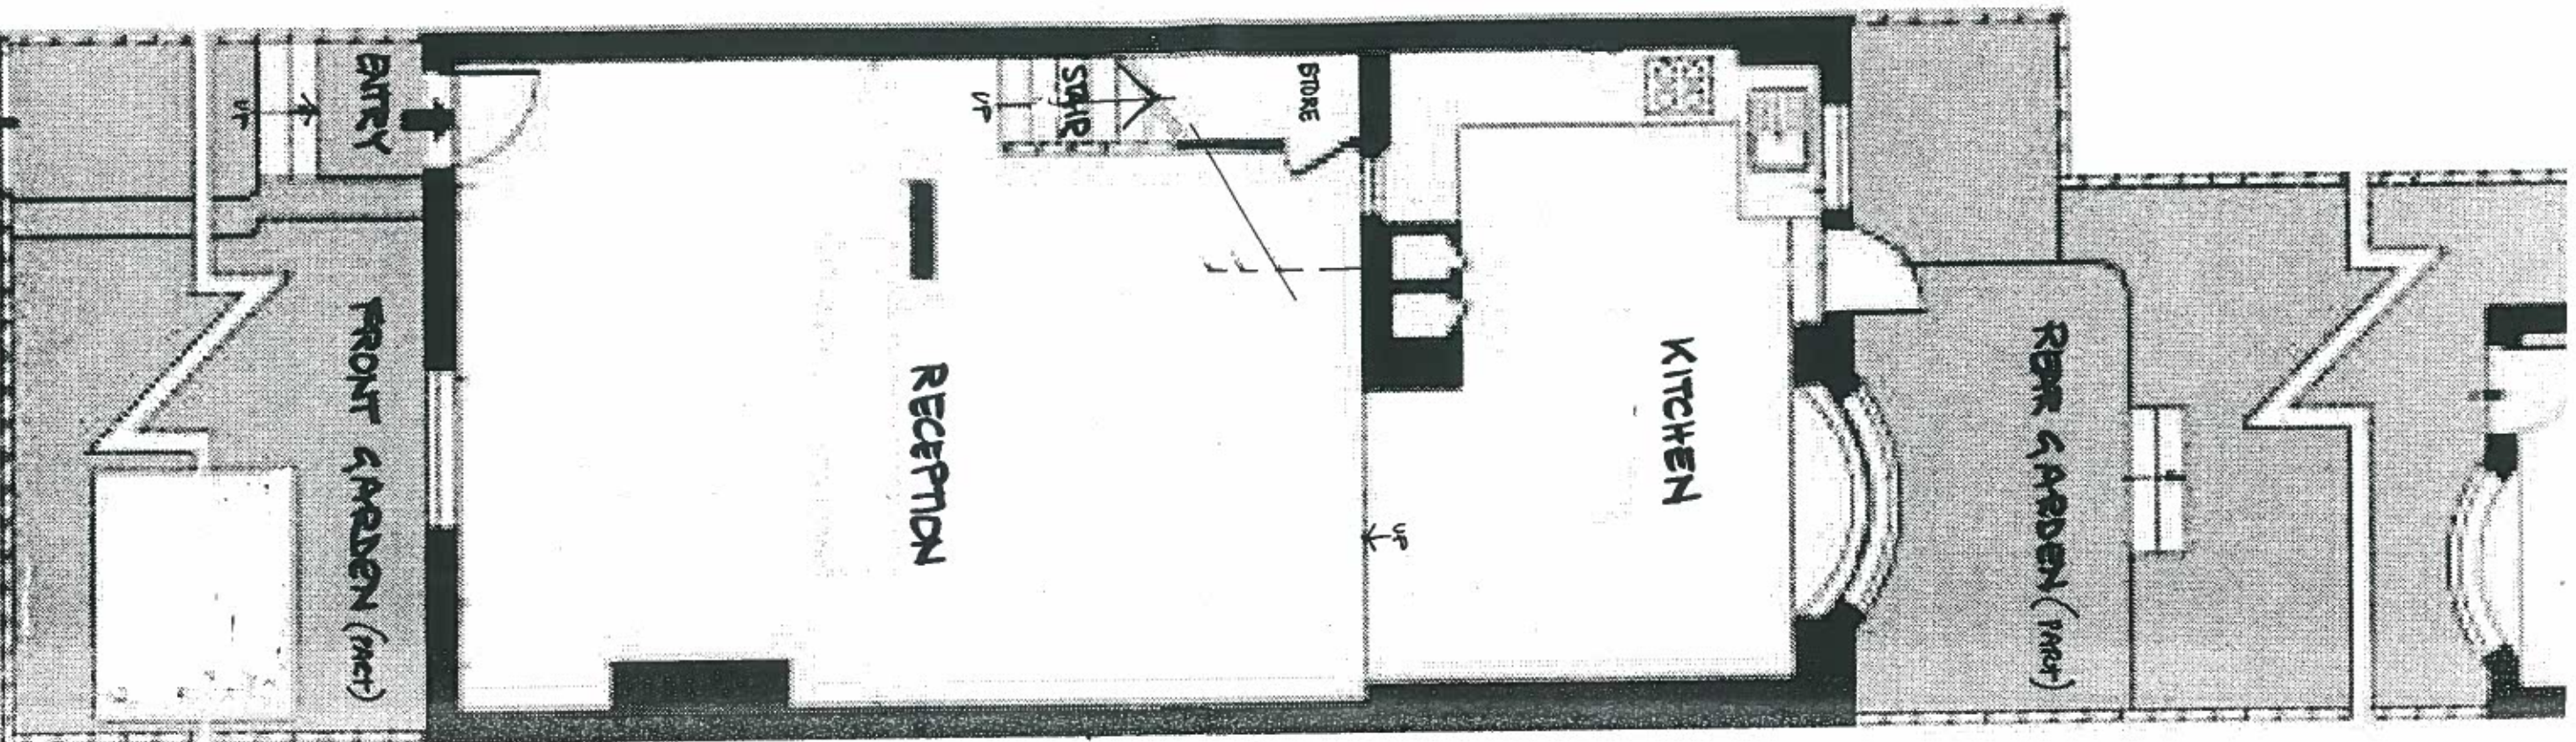 ENTRY
UP
FRONT GARDEN (PART)
UP
STAIR
STORE
RECEPTION
UP
KITCHEN
REAR GARDEN (PART)